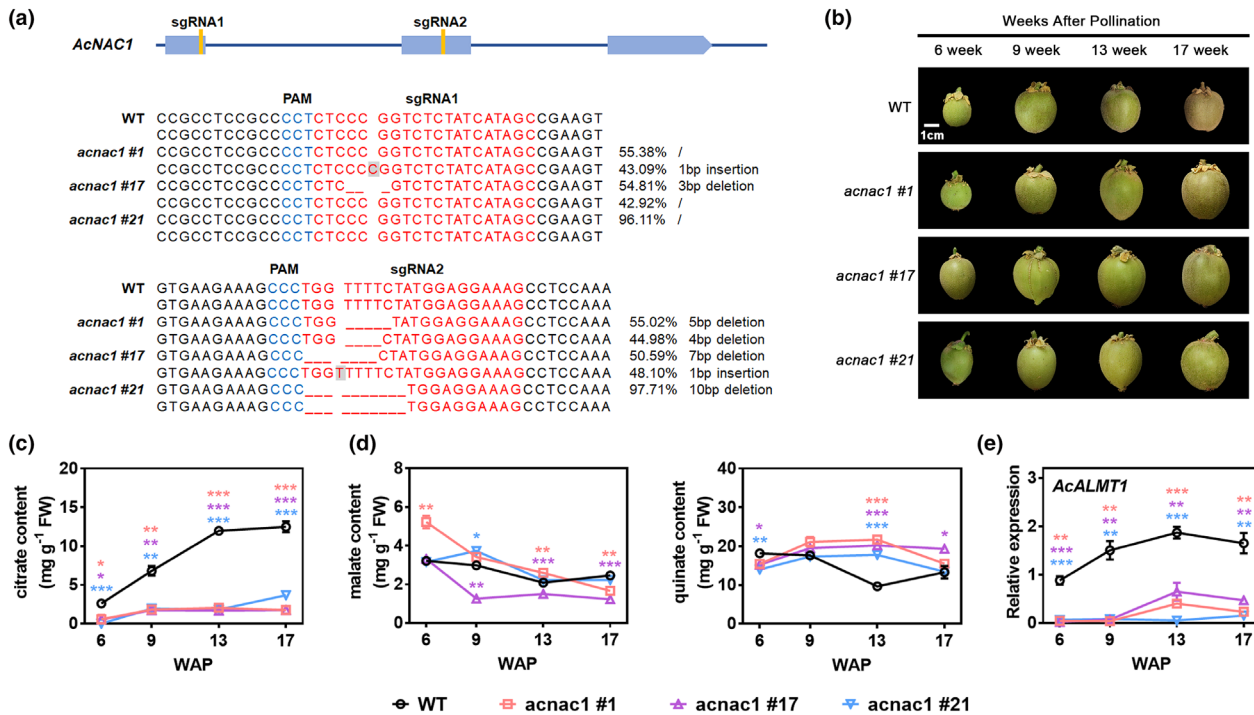 (a)
sgRNA1 sgRNA2
AcNAC1
PAM sgRNA1
WT CCGCCTCCGCCCCTCTCCC GGTCTCTATCATAGCCGAAGT
CCGCCTCCGCCCCTCTCCC GGTCTCTATCATAGCCGAAGT
acnac1 #1 CCGCCTCCGCCCCTCTCCC GGTCTCTATCATAGCCGAAGT 55.38% /
CCGCCTCCGCCCCTCTCCCCGGTCTCTATCATAGCCGAAGT 43.09% 1bp insertion
acnac1 #17 CCGCCTCCGCCCCTCTC__ _GTCTCTATCATAGCCGAAGT 54.81% 3bp deletion
CCGCCTCCGCCCCTCTCCC GGTCTCTATCATAGCCGAAGT 42.92% /
acnac1 #21 CCGCCTCCGCCCCTCTCCC GGTCTCTATCATAGCCGAAGT 96.11% /
CCGCCTCCGCCCCTCTCCC GGTCTCTATCATAGCCGAAGT
PAM sgRNA2
WT GTGAAGAAAGCCCTGG TTTTCTATGGAGGAAAGCCTCCAAA
GTGAAGAAAGCCCTGG TTTTCTATGGAGGAAAGCCTCCAAA
acnac1 #1 GTGAAGAAAGCCCTGG _____TATGGAGGAAAGCCTCCAAA 55.02% 5bp deletion
GTGAAGAAAGCCCTGG ____CTATGGAGGAAAGCCTCCAAA 44.98% 4bp deletion
acnac1 #17 GTGAAGAAAGCCC___ ____CTATGGAGGAAAGCCTCCAAA 50.59% 7bp deletion
GTGAAGAAAGCCCTGGTTTTTCTATGGAGGAAAGCCTCCAAA 48.10% 1bp insertion
acnac1 #21 GTGAAGAAAGCCC___ _______TGGAGGAAAGCCTCCAAA 97.71% 10bp deletion
GTGAAGAAAGCCC___ _______TGGAGGAAAGCCTCCAAA
(b)
Weeks After Pollination
6 week 9 week 13 week 17 week
WT
1cm
acnac1 #1
acnac1 #17
acnac1 #21
(c)
citrate content
(mg g⁻¹ FW)
20
15
10
5
0
* ** *** ***
* ** *** ***
*** ** *** ***
6 9 13 17
WAP
(d)
malate content
(mg g⁻¹ FW)
8
6
4
2
0
** * ** **
** *** ***
6 9 13 17
WAP
quinate content
(mg g⁻¹ FW)
40
30
20
10
0
***
* *** *
** ***
6 9 13 17
WAP
(e)
AcALMT1
Relative expression
3
2
1
0
** ** *** **
*** ** ** **
*** ** *** ***
6 9 13 17
WAP
WT acnac1 #1 acnac1 #17 acnac1 #21